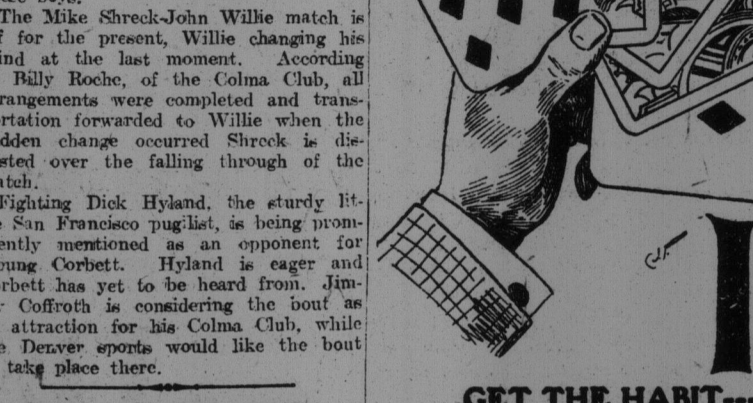 The Mike Shreck-John Willie match is
f for the present, Willie changing his
ind at the last moment. According
Billy Roche, of the Colma Club, all
rangements were completed and trans-
rtation forwarded to Willie when the
dden change occurred Shreck is dis-
sted over the falling through of the
atch.
Fighting Dick Hyland, the sturdy lit-
e San Francisco pugilist, is being prom-
ently mentioned as an opponent for
oung Corbett. Hyland is eager and
rbett has yet to be heard from. Jim-
y Coffroth is considering the bout as
attraction for his Colma Club, while
e Denver sports would like the bout
take place there.
GET THE HABIT---